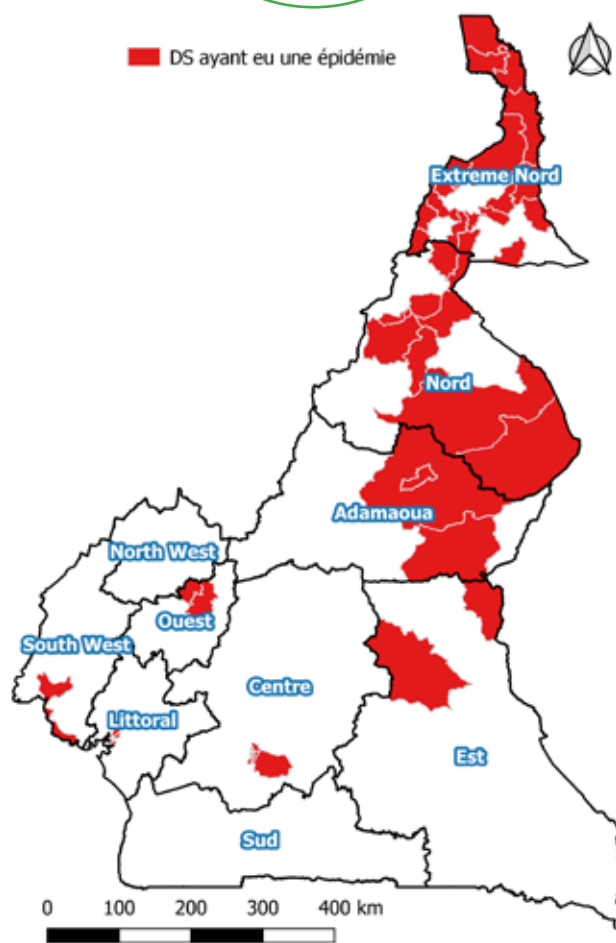 DS ayant eu une épidémie
Extreme Nord
Nord
Adamaoua
North West
Ouest
South West
Centre
Littoral
Est
Sud
0 100 200 300 400 km